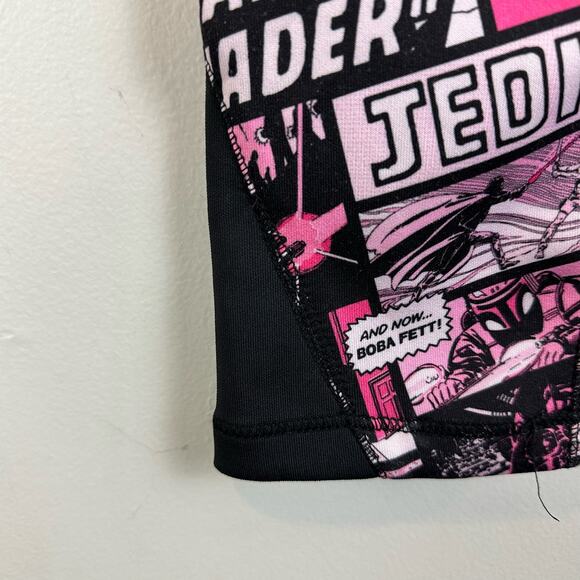 ADER"
JEDI
AND NOW...
BOBA FETT!